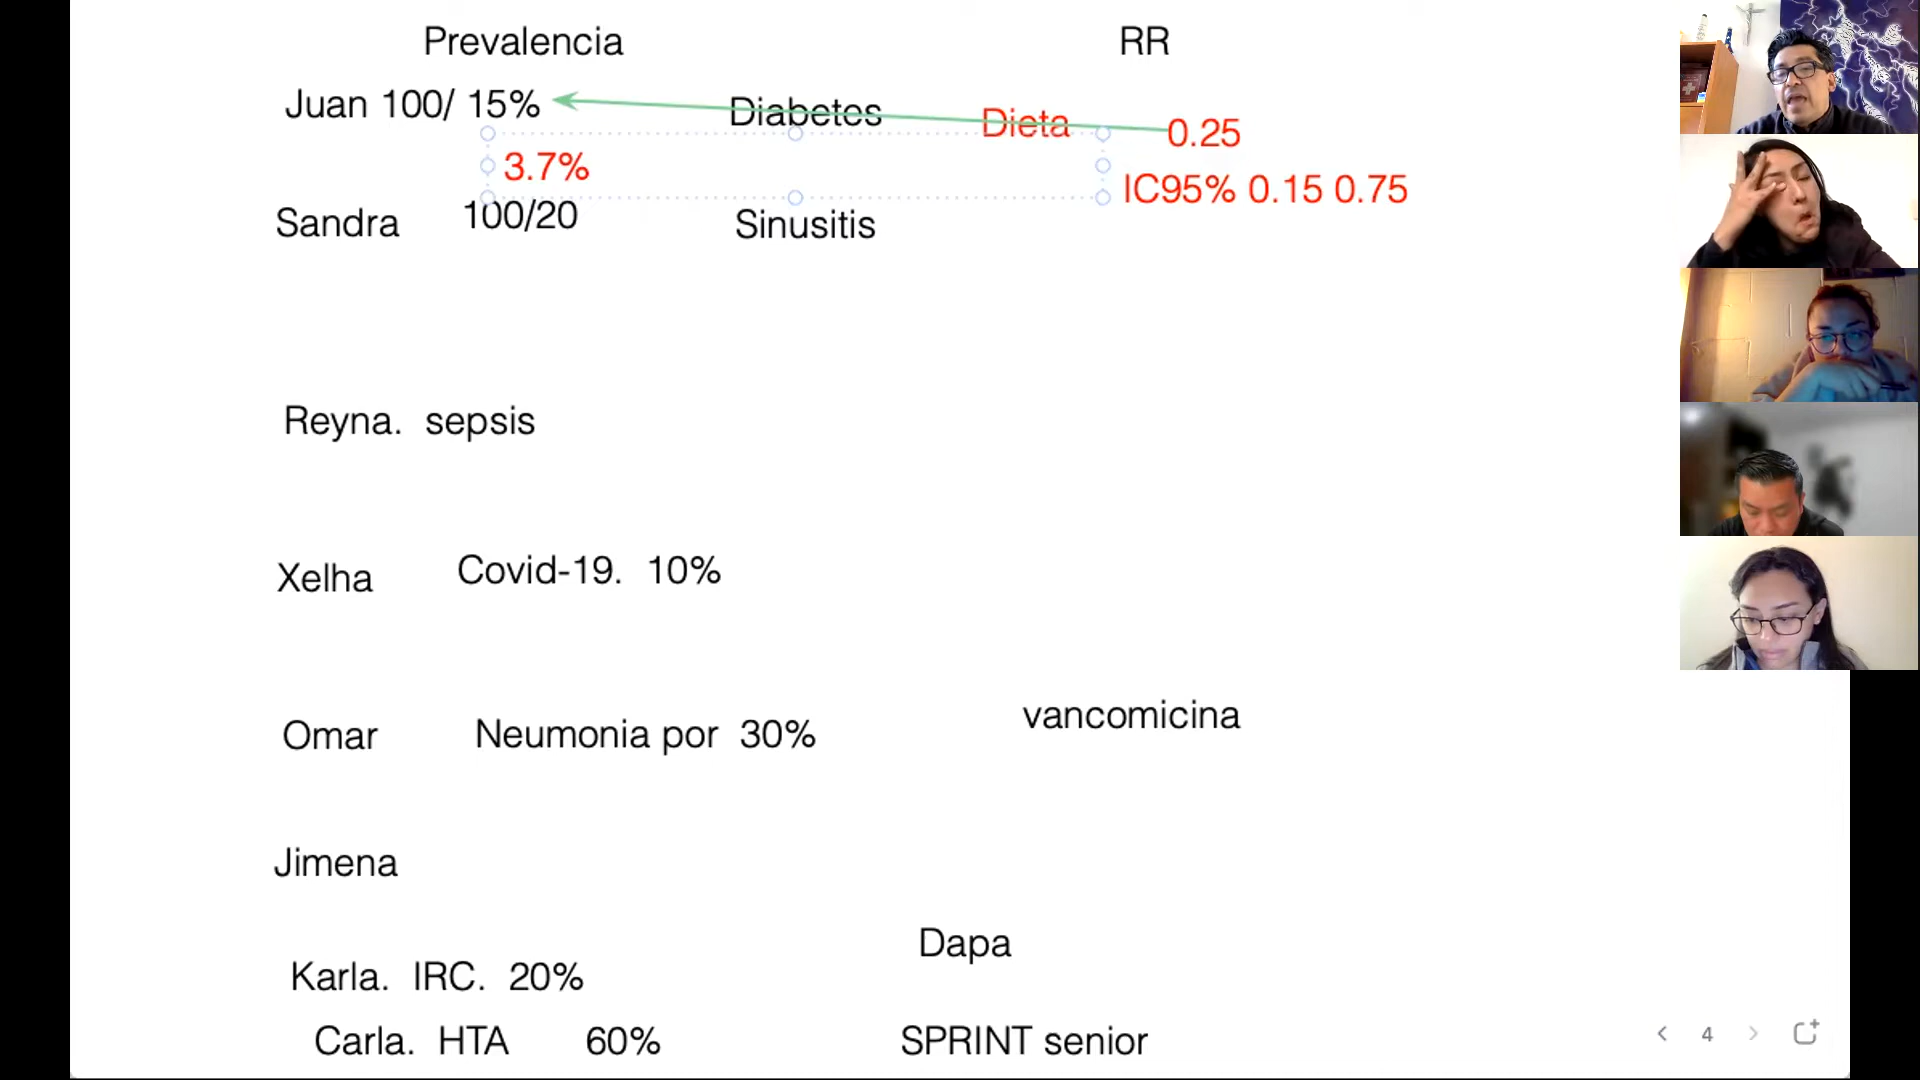 Prevalencia RR
Juan 100/ 15% Diabetes Dieta 0.25
3.7% IC95% 0.15 0.75
Sandra 100/20 Sinusitis
Reyna. sepsis
Xelha Covid-19. 10%
Omar Neumonia por 30% vancomicina
Jimena
Dapa
Karla. IRC. 20%
Carla. HTA 60% SPRINT senior
4